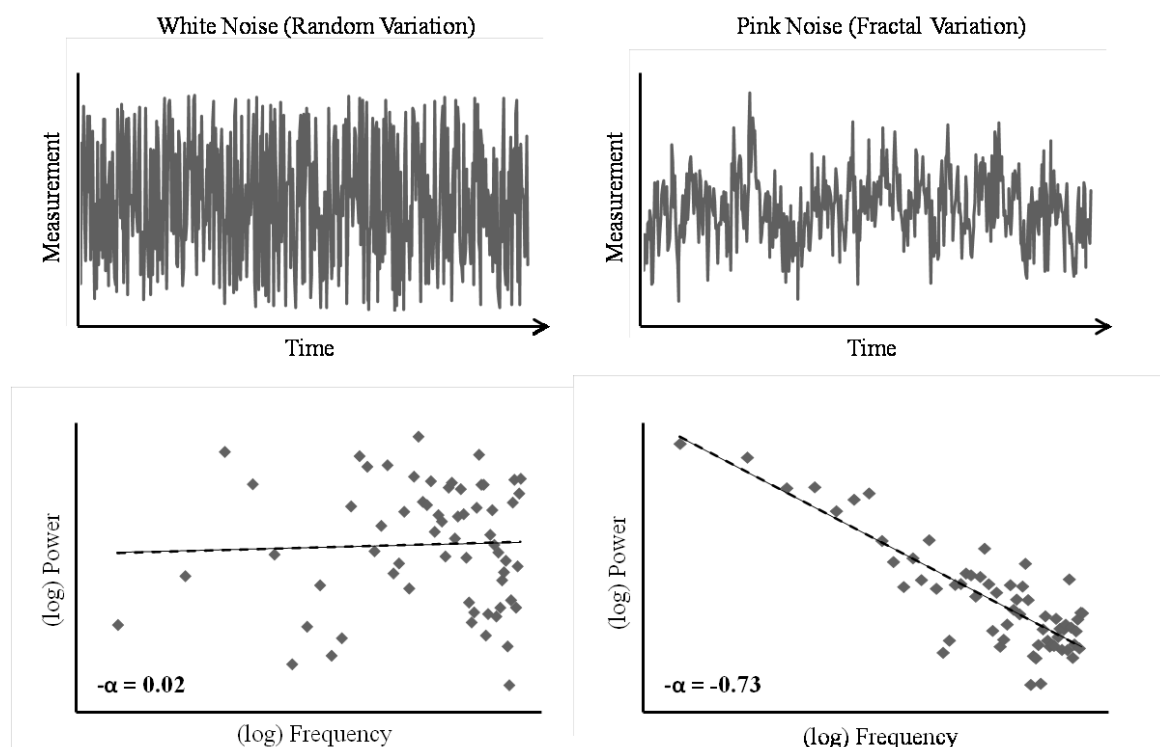 White Noise (Random Variation)
Pink Noise (Fractal Variation)
Measurement
Time
Measurement
Time
(log) Power
-α = 0.02
(log) Frequency
(log) Power
-α = -0.73
(log) Frequency